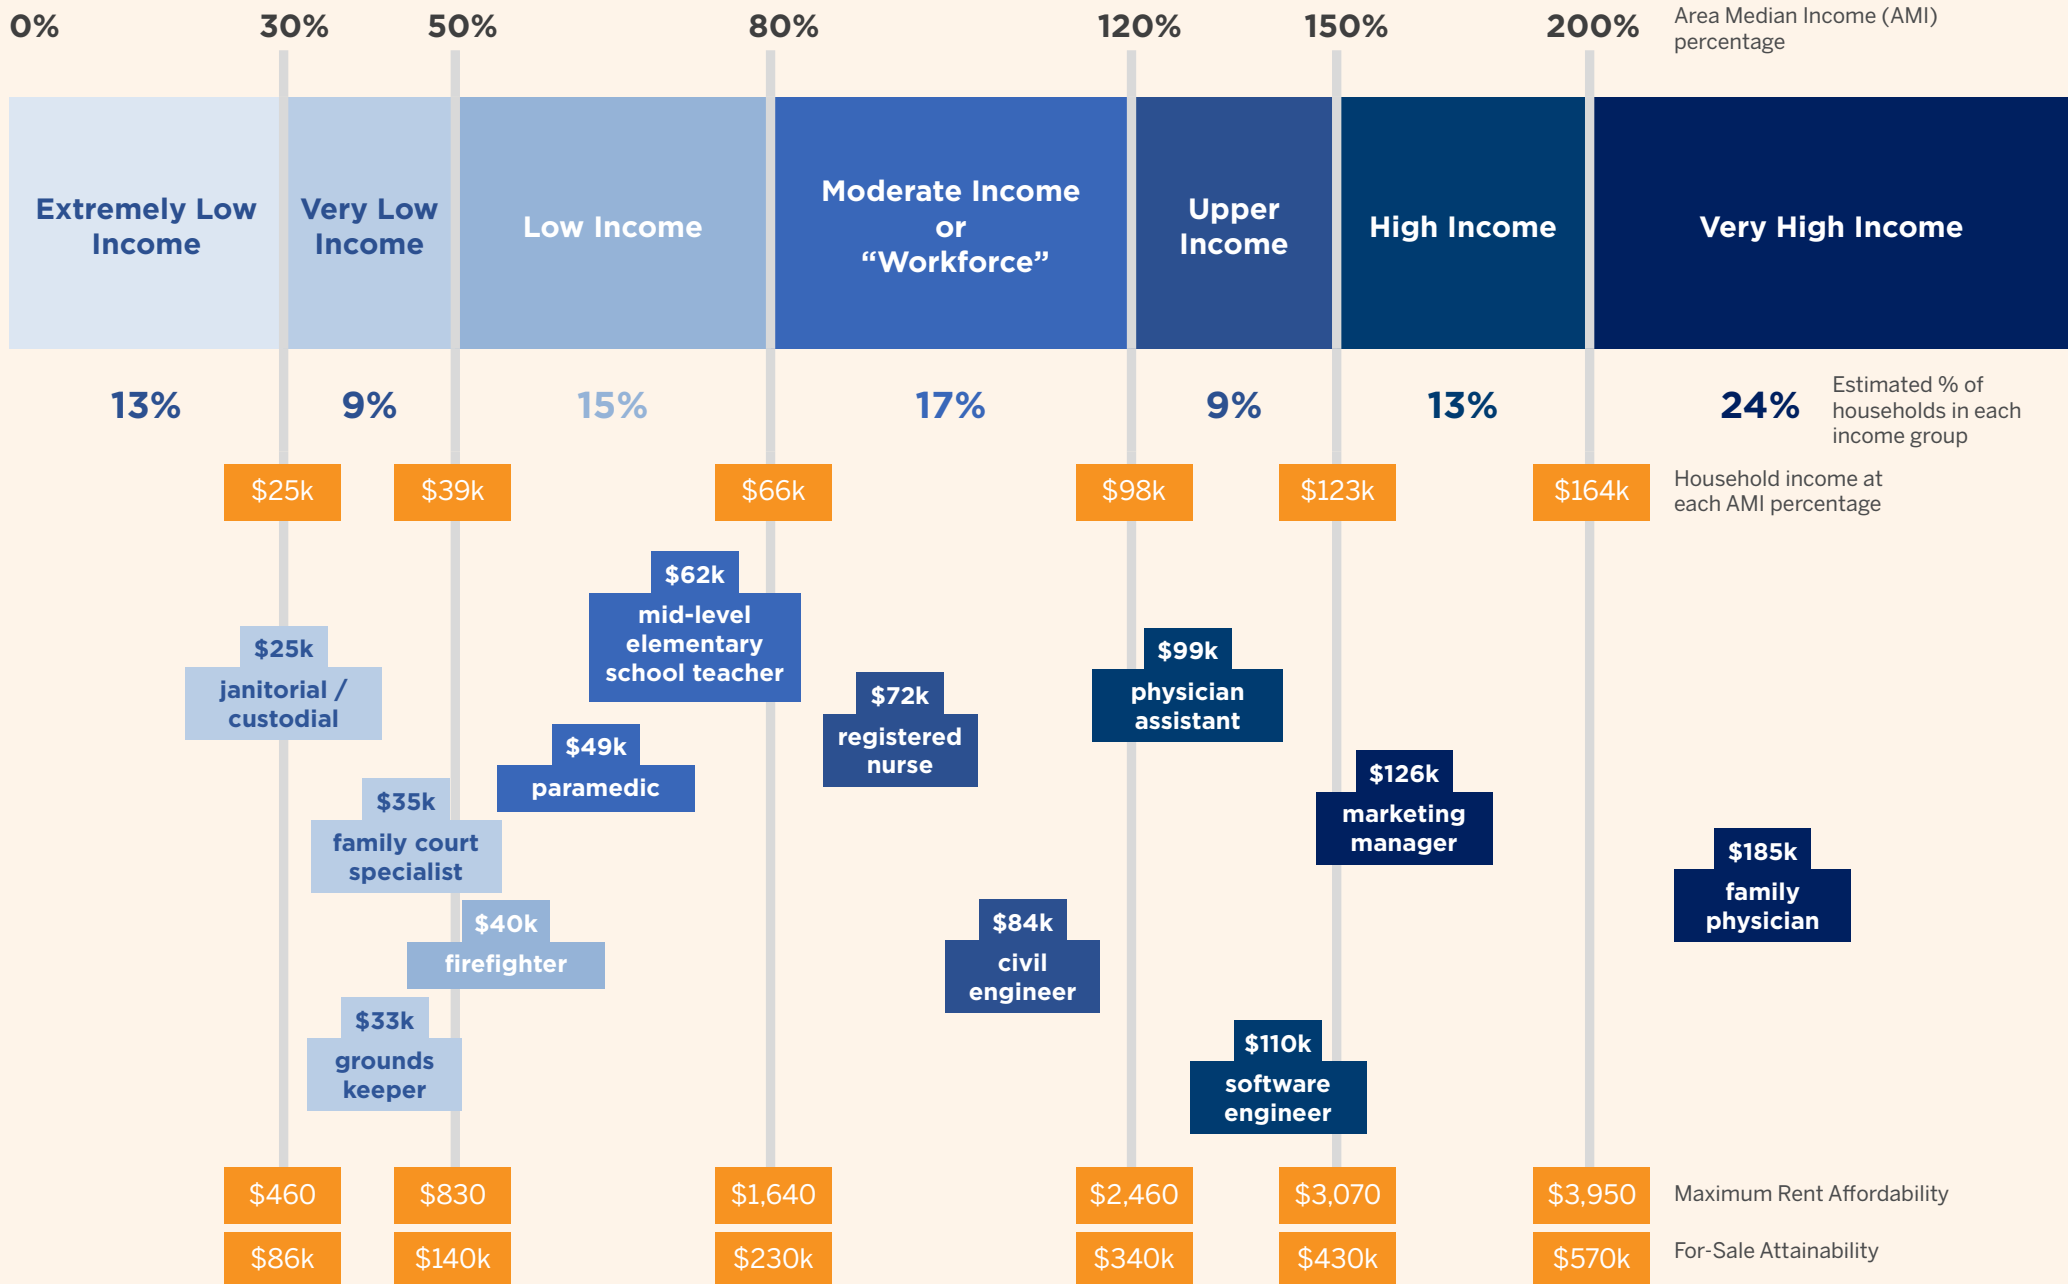 0%
30%
50%
80%
120%
150%
200%
Area Median Income (AMI)
percentage
Extremely Low
Income
Very Low
Income
Low Income
Moderate Income
or
“Workforce”
Upper
Income
High Income
Very High Income
13%
9%
15%
17%
9%
13%
24%
Estimated % of
households in each
income group
$25k
$39k
$66k
$98k
$123k
$164k
Household income at
each AMI percentage
$62k
mid-level
elementary
school teacher
$25k
janitorial /
custodial
$99k
physician
assistant
$72k
registered
nurse
$49k
paramedic
$126k
marketing
manager
$35k
family court
specialist
$185k
family
physician
$40k
firefighter
$84k
civil
engineer
$33k
grounds
keeper
$110k
software
engineer
$460
$830
$1,640
$2,460
$3,070
$3,950
Maximum Rent Affordability
$86k
$140k
$230k
$340k
$430k
$570k
For-Sale Attainability